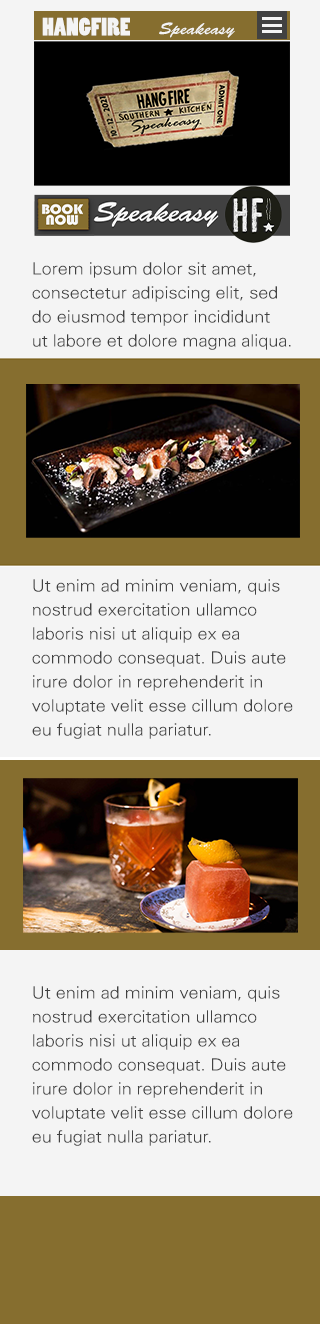 HANGFIRE Speakeasy
10·12·2021
HANG FIRE
SOUTHERN ★ KITCHEN
Speakeasy
ADMIT ONE
BOOK NOW
Speakeasy
HF
Lorem ipsum dolor sit amet,
consectetur adipiscing elit, sed
do eiusmod tempor incididunt
ut labore et dolore magna aliqua.
Ut enim ad minim veniam, quis
nostrud exercitation ullamco
laboris nisi ut aliquip ex ea
commodo consequat. Duis aute
irure dolor in reprehenderit in
voluptate velit esse cillum dolore
eu fugiat nulla pariatur.
Ut enim ad minim veniam, quis
nostrud exercitation ullamco
laboris nisi ut aliquip ex ea
commodo consequat. Duis aute
irure dolor in reprehenderit in
voluptate velit esse cillum dolore
eu fugiat nulla pariatur.